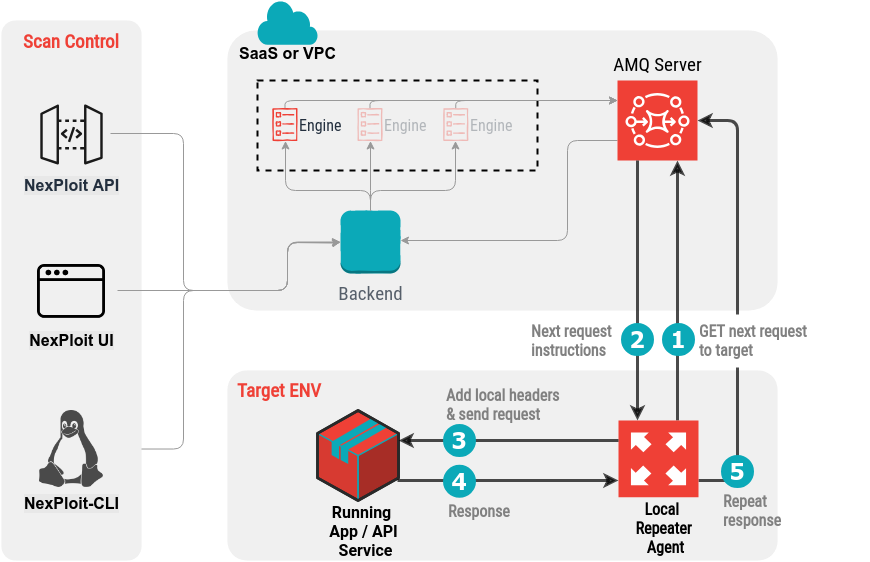 Scan Control
NexPloit API
NexPloit UI
NexPloit-CLI
SaaS or VPC
Engine
Engine
Engine
Backend
AMQ Server
Next request
instructions
2
1
GET next request
to target
Target ENV
Add local headers
& send request
3
4
Response
Running
App / API
Service
Local
Repeater
Agent
5
Repeat
response